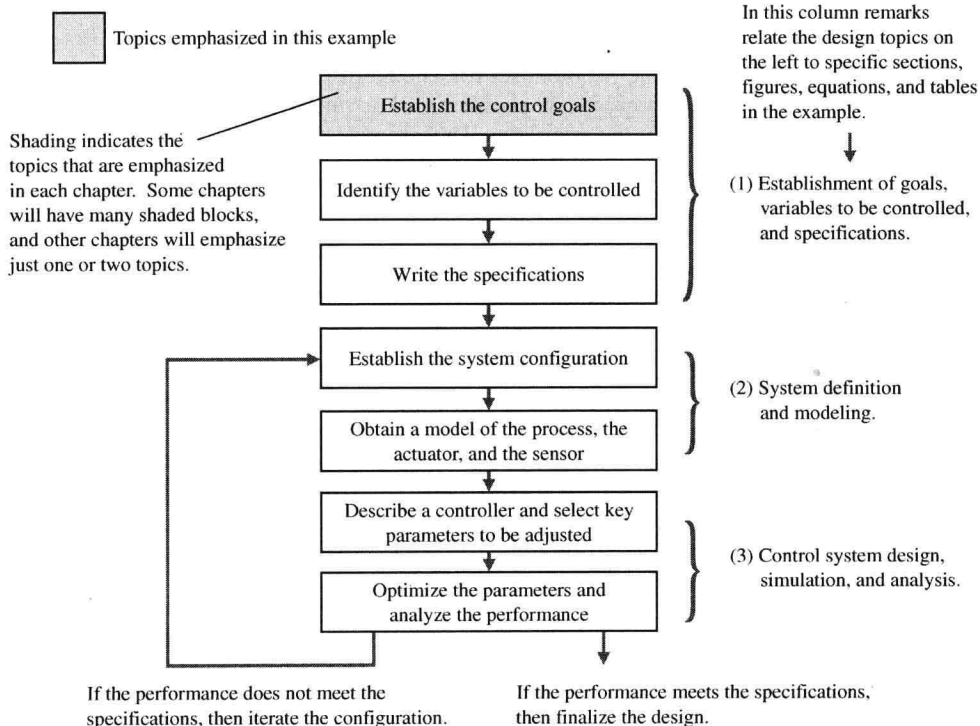 Topics emphasized in this example
In this column remarks
relate the design topics on
the left to specific sections,
figures, equations, and tables
in the example.
Shading indicates the
topics that are emphasized
in each chapter. Some chapters
will have many shaded blocks,
and other chapters will emphasize
just one or two topics.
Establish the control goals
Identify the variables to be controlled
Write the specifications
(1) Establishment of goals,
variables to be controlled,
and specifications.
Establish the system configuration
Obtain a model of the process, the
actuator, and the sensor
(2) System definition
and modeling.
Describe a controller and select key
parameters to be adjusted
Optimize the parameters and
analyze the performance
(3) Control system design,
simulation, and analysis.
If the performance does not meet the
specifications, then iterate the configuration.
If the performance meets the specifications,
then finalize the design.